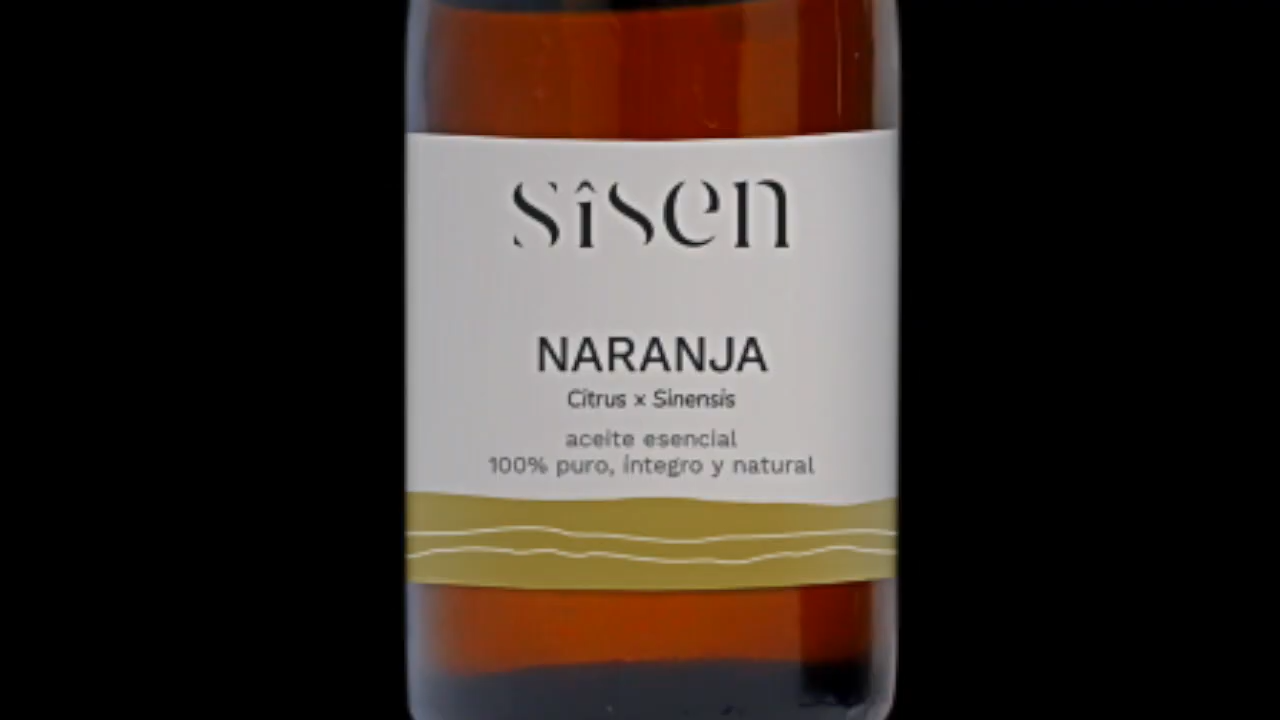 sîsen
NARANJA
Citrus x Sinensis
aceite esencial
100% puro, íntegro y natural